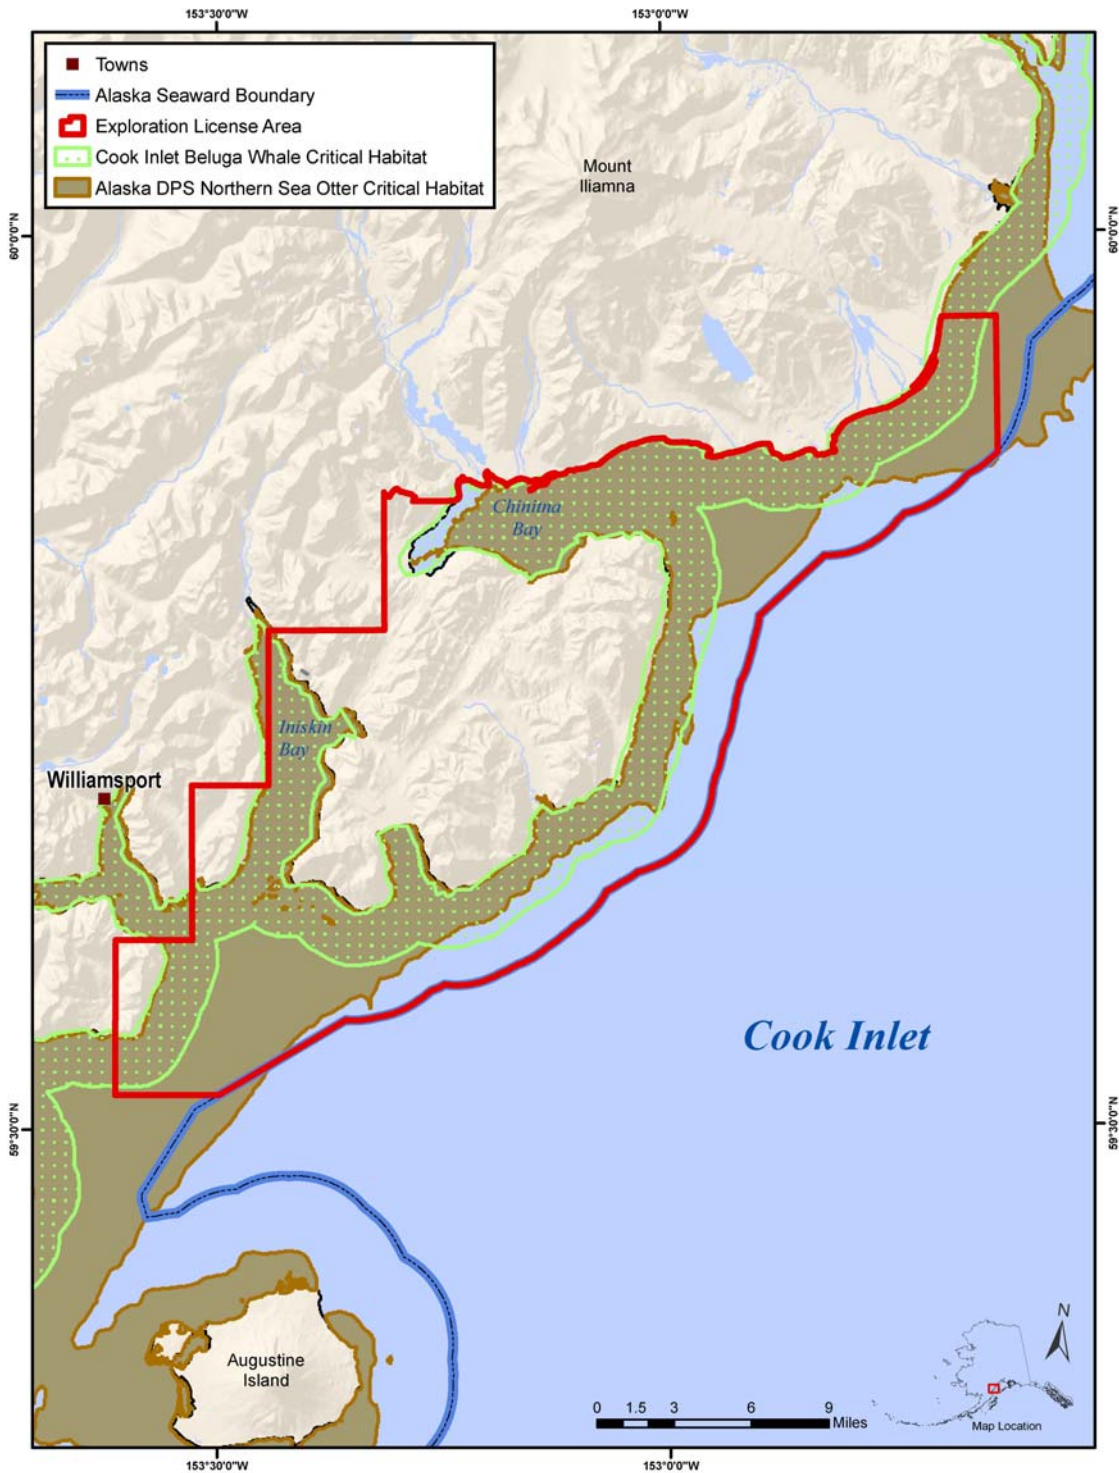 153°30'0"W
153°0'0"W
Towns
Alaska Seaward Boundary
Exploration License Area
Cook Inlet Beluga Whale Critical Habitat
Alaska DPS Northern Sea Otter Critical Habitat
Mount
Iliamna
60°0'0"N
60°0'0"N
Chinitna
Bay
Iniskin
Bay
Williamsport
Cook Inlet
59°30'0"N
59°30'0"N
Augustine
Island
N
0 1.5 3 6 9
Miles
Map Location
153°30'0"W
153°0'0"W